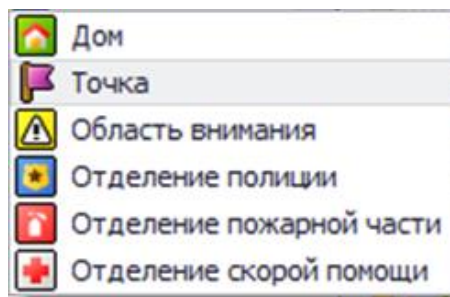 Дом
Точка
Область внимания
Отделение полиции
Отделение пожарной части
Отделение скорой помощи